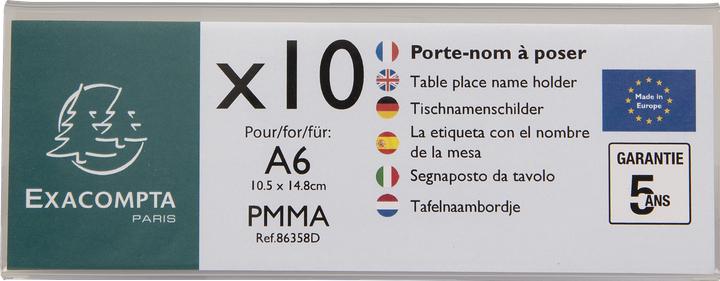 EXACOMPTA
PARIS
x10
Pour/for/für:
A6
10.5 x 14.8cm
PMMA
Ref.86358D
Porte-nom à poser
Table place name holder
Tischnamenschilder
La etiqueta con el nombre
de la mesa
Segnaposto da tavolo
Tafelnaambordje
Made in
Europe
GARANTIE
5 ANS